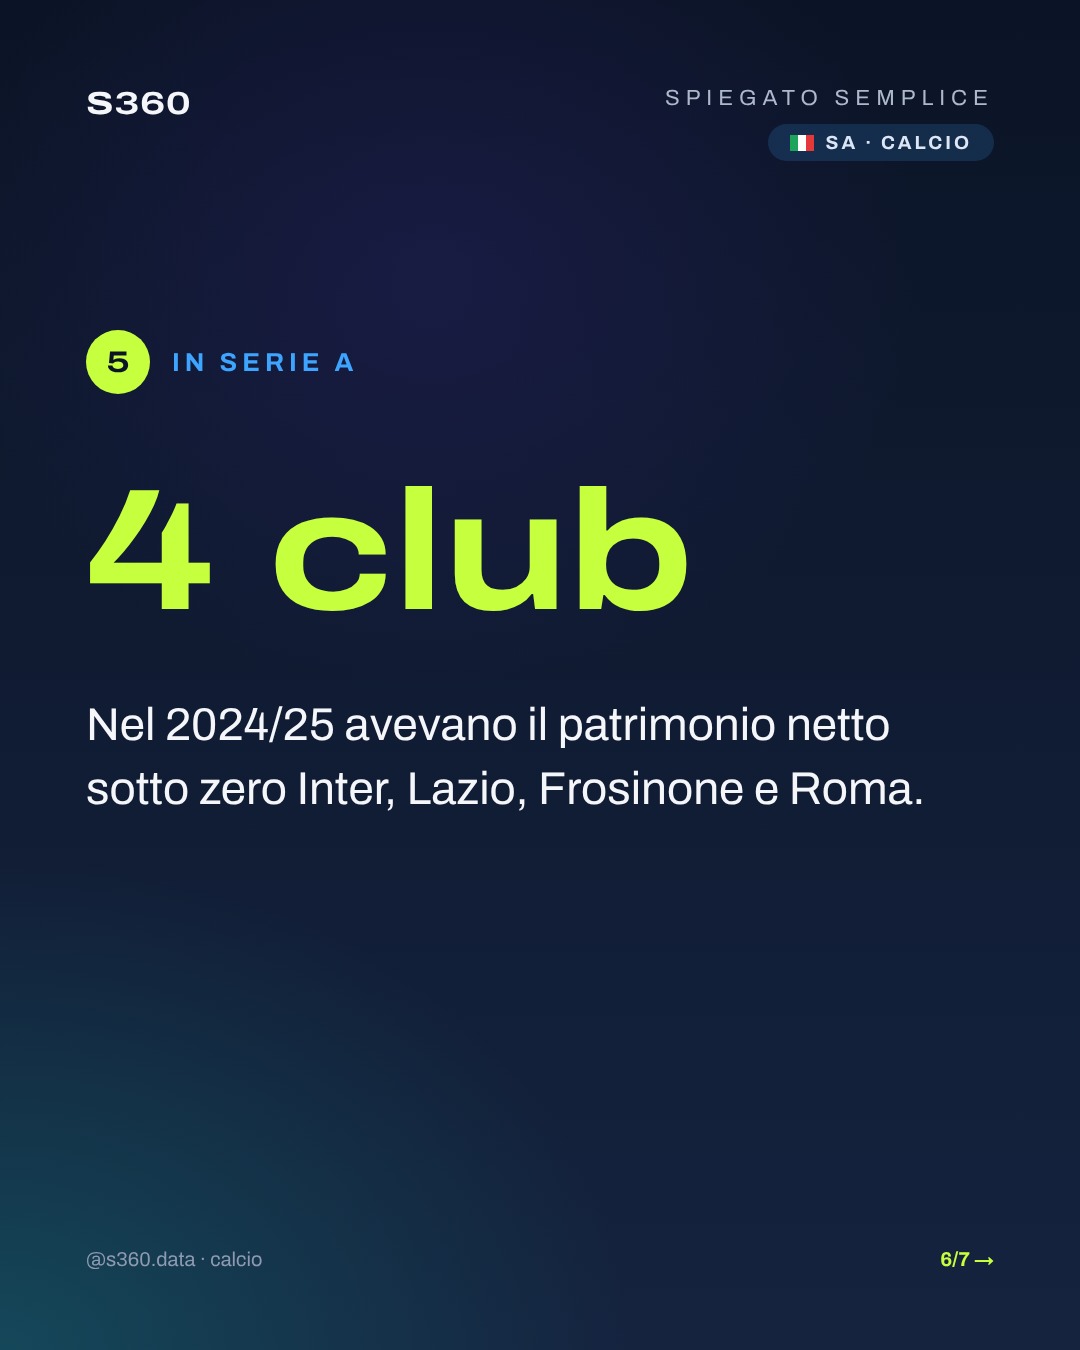 S360
SPIEGATO SEMPLICE
SA · CALCIO
5 IN SERIE A
4 club
Nel 2024/25 avevano il patrimonio netto
sotto zero Inter, Lazio, Frosinone e Roma.
@s360.data · calcio
6/7 →